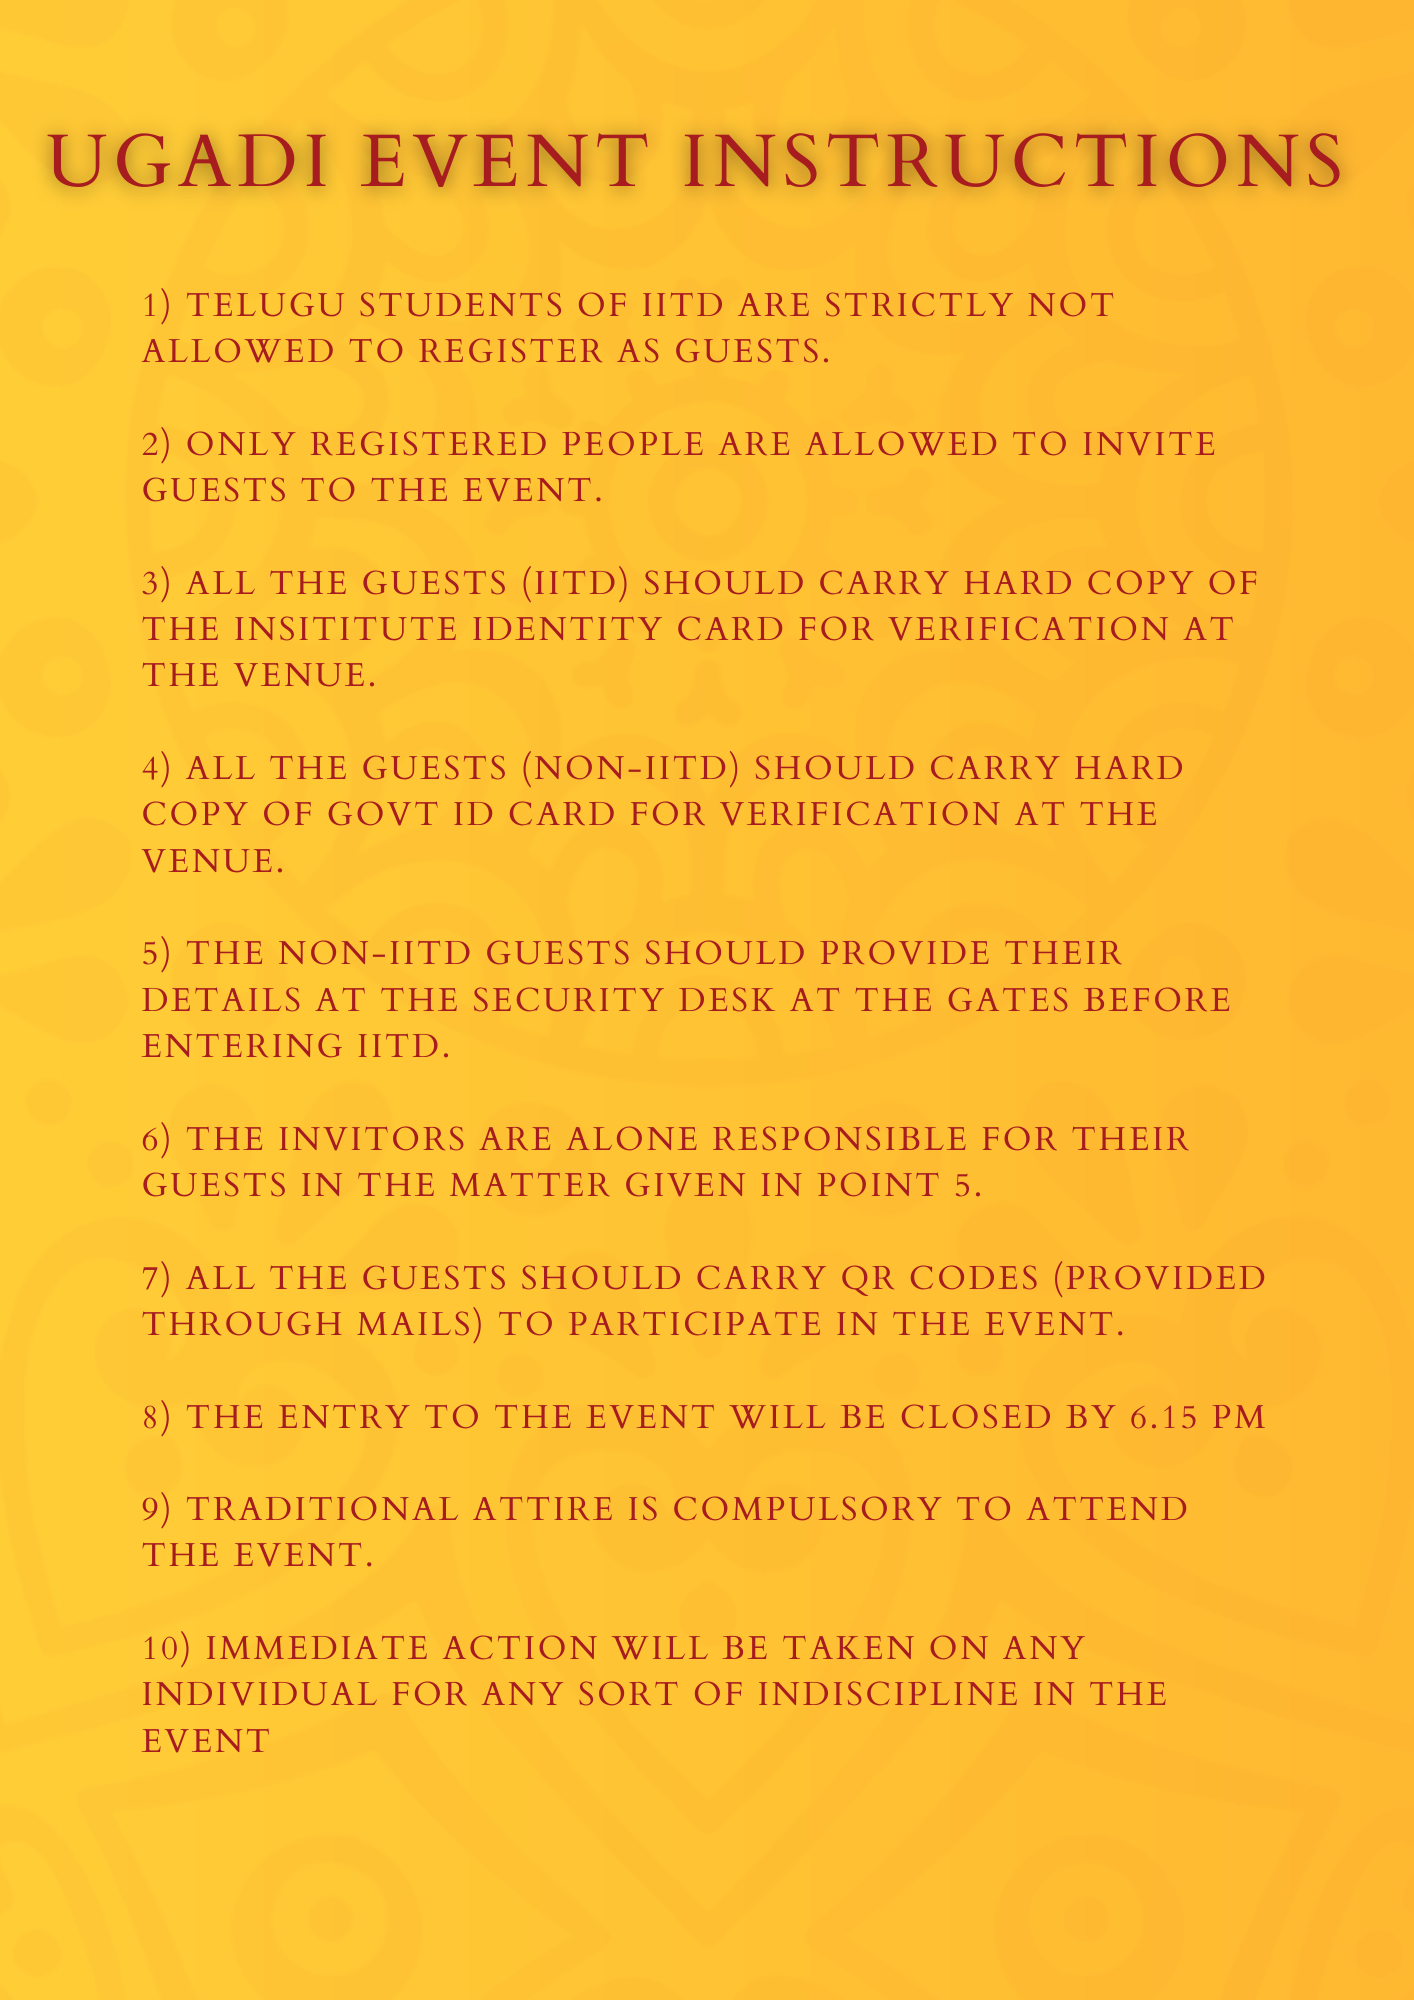 UGADI EVENT INSTRUCTIONS
1) TELUGU STUDENTS OF IITD ARE STRICTLY NOT
ALLOWED TO REGISTER AS GUESTS.
2) ONLY REGISTERED PEOPLE ARE ALLOWED TO INVITE
GUESTS TO THE EVENT.
3) ALL THE GUESTS (IITD) SHOULD CARRY HARD COPY OF
THE INSITITUTE IDENTITY CARD FOR VERIFICATION AT
THE VENUE.
4) ALL THE GUESTS (NON-IITD) SHOULD CARRY HARD
COPY OF GOVT ID CARD FOR VERIFICATION AT THE
VENUE.
5) THE NON-IITD GUESTS SHOULD PROVIDE THEIR
DETAILS AT THE SECURITY DESK AT THE GATES BEFORE
ENTERING IITD.
6) THE INVITORS ARE ALONE RESPONSIBLE FOR THEIR
GUESTS IN THE MATTER GIVEN IN POINT 5.
7) ALL THE GUESTS SHOULD CARRY QR CODES (PROVIDED
THROUGH MAILS) TO PARTICIPATE IN THE EVENT.
8) THE ENTRY TO THE EVENT WILL BE CLOSED BY 6.15 PM
9) TRADITIONAL ATTIRE IS COMPULSORY TO ATTEND
THE EVENT.
10) IMMEDIATE ACTION WILL BE TAKEN ON ANY
INDIVIDUAL FOR ANY SORT OF INDISCIPLINE IN THE
EVENT